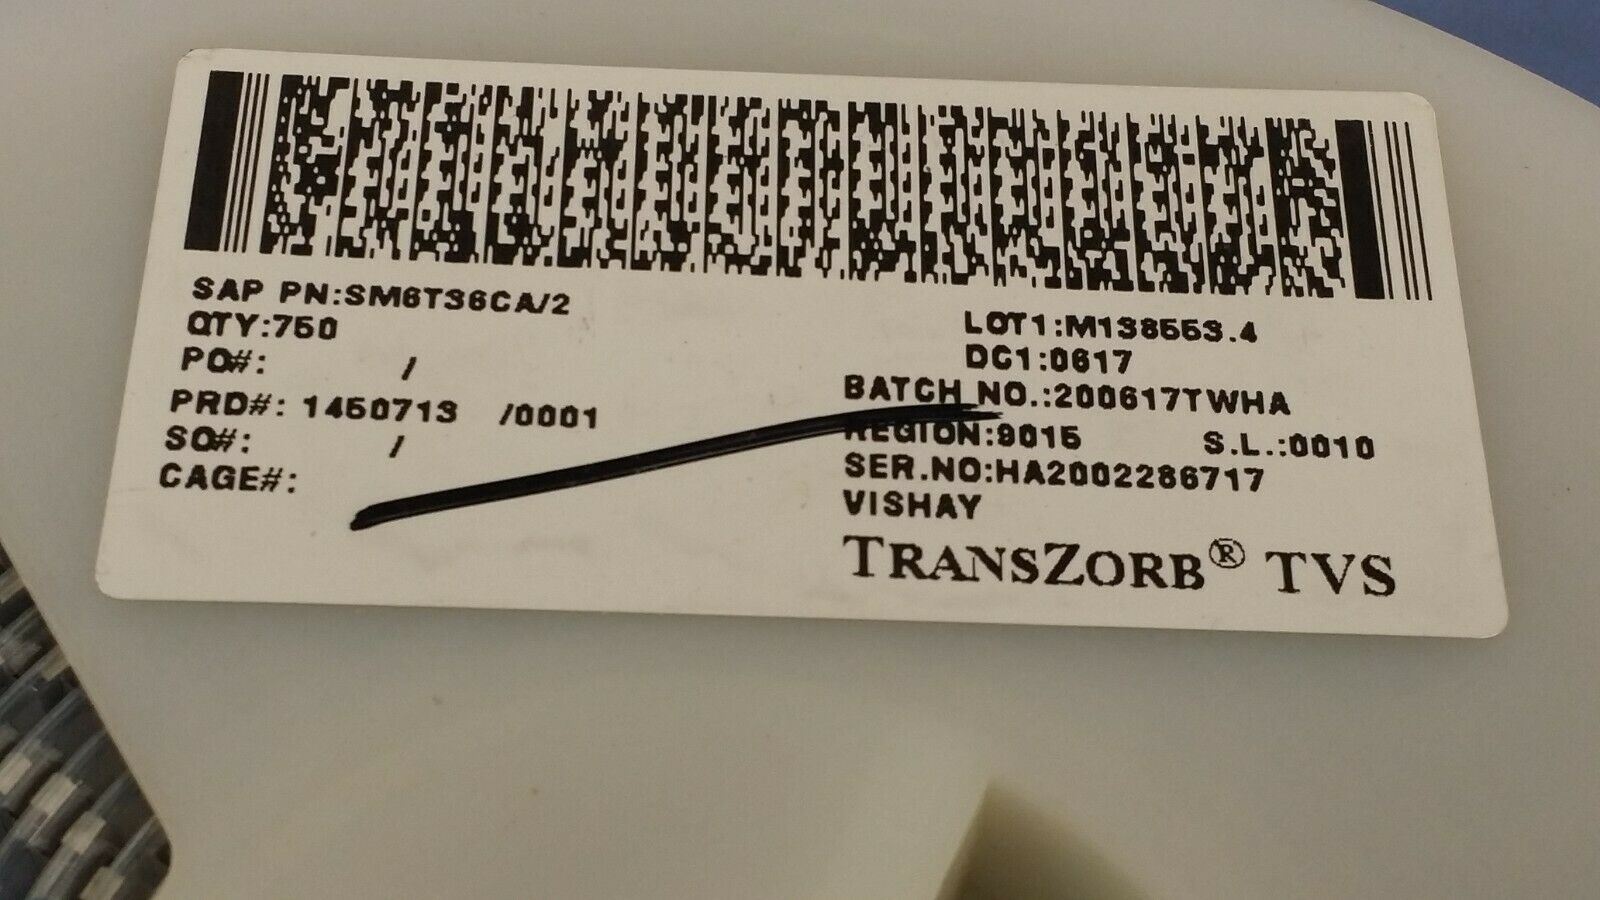 SAP PN:SM6T36CA/2
QTY:750
PO#: /
PRD#: 1450713 /0001
SO#: /
CAGE#:
LOT1:M138553.4
DC1:0617
BATCH NO.:200617TWHA
REGION:9015 S.L.:0010
SER.NO:HA2002286717
VISHAY
TRANSZORB® TVS